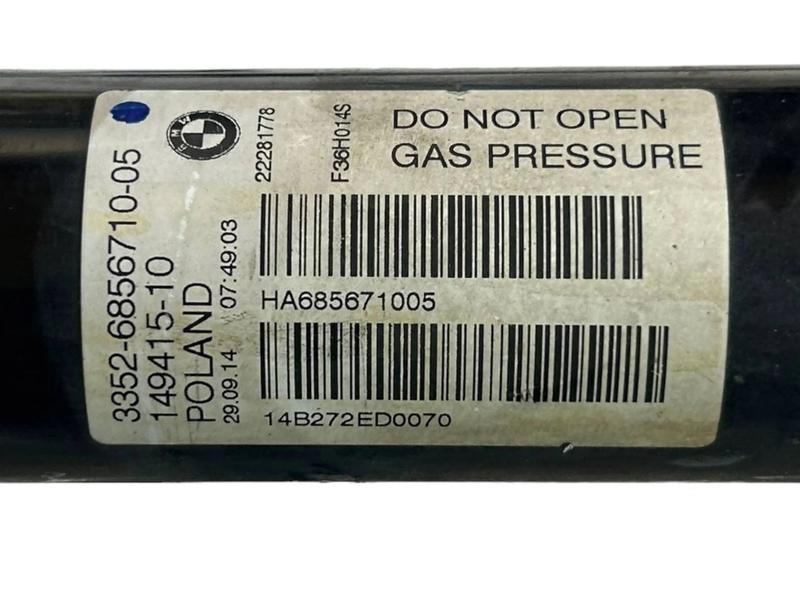 DO NOT OPEN
GAS PRESSURE
HA685671005
14B272ED0070
22281778
F36H014S
BMW
3352-6856710-05
149415-10
POLAND
29.09.14 07:49:03